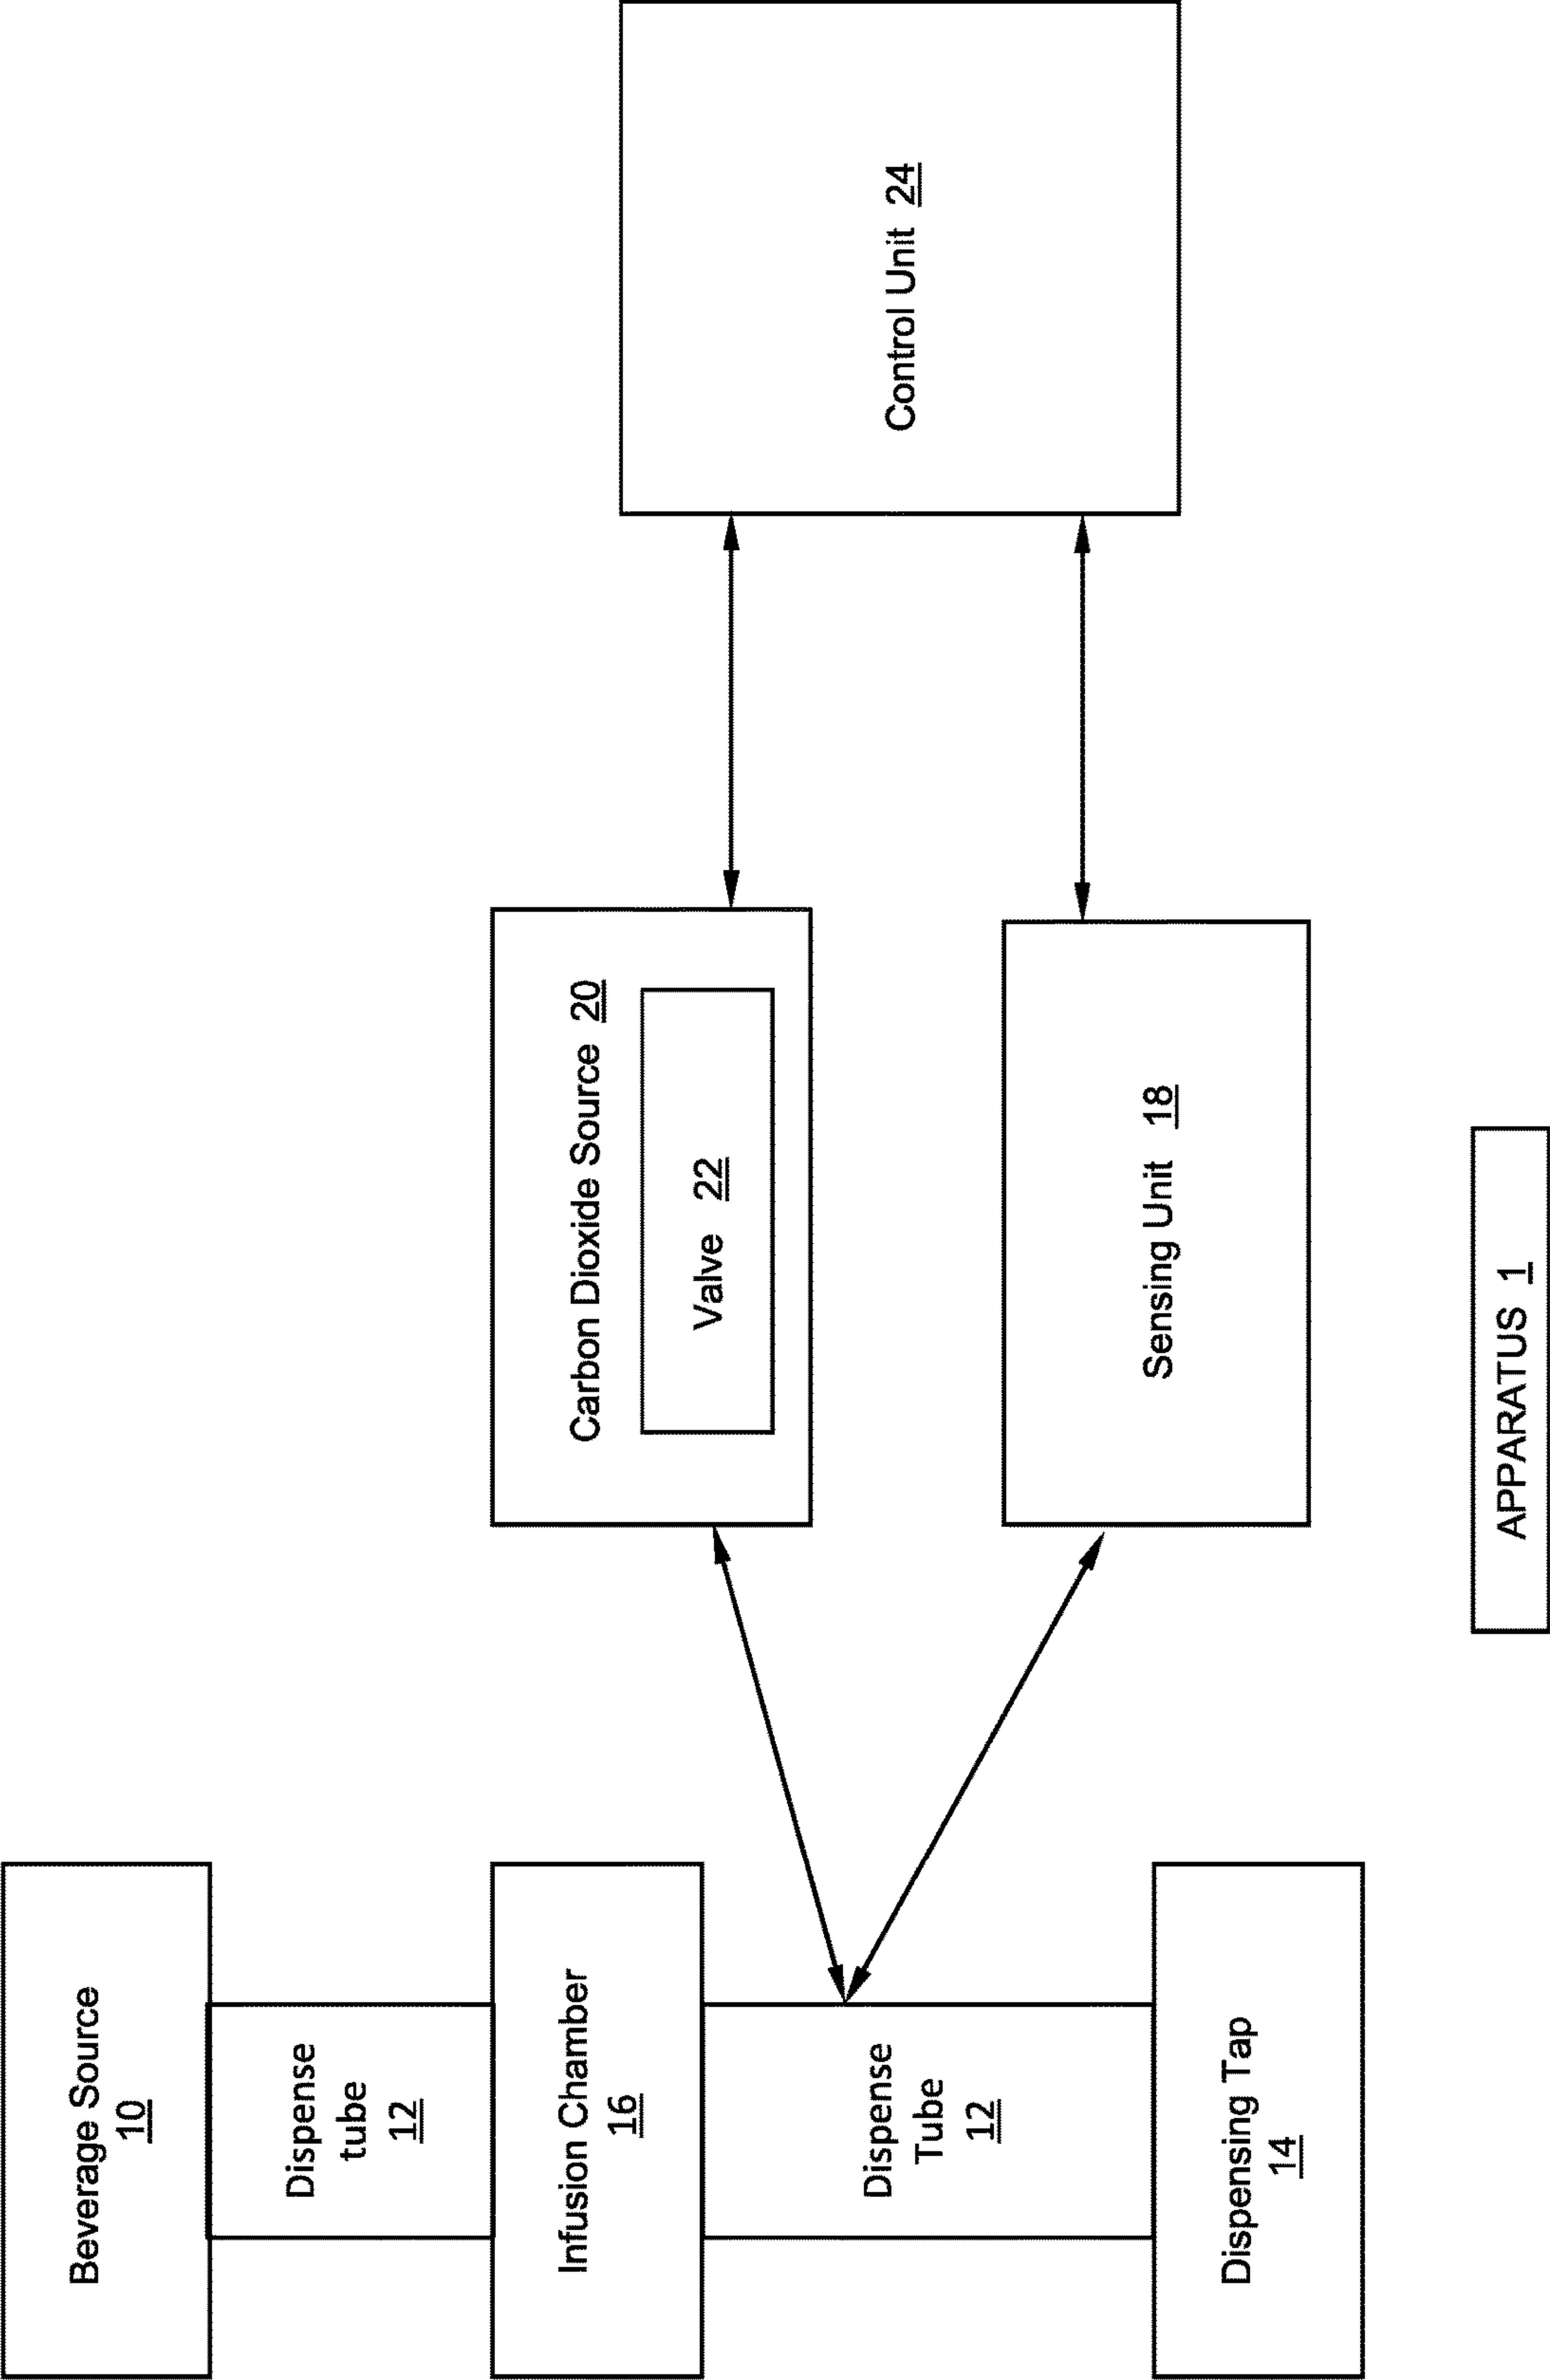 Beverage Source
10
Dispense
tube
12
Infusion Chamber
16
Dispense
Tube
12
Dispensing Tap
14
Carbon Dioxide Source 20
Valve 22
Sensing Unit 18
Control Unit 24
APPARATUS 1